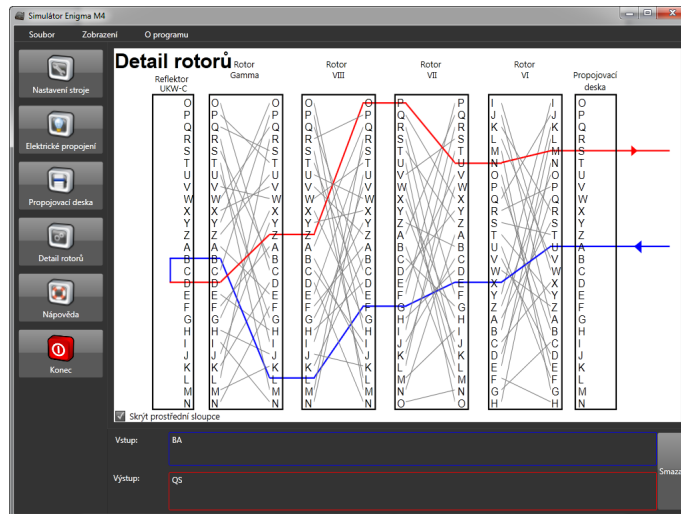 Simulátor Enigma M4
Soubor Zobrazení O programu
Nastavení stroje
Elektrické propojení
Propojovací deska
Detail rotorů
Nápověda
Konec
Detail rotorů
Reflektor
UKW-C
Rotor
Gamma
Rotor
VIII
Rotor
VII
Rotor
VI
Propojovací
deska
O O O O O P P I I O
P P P P P Q Q J J P
Q Q Q Q Q R R K K Q
R R R R R S S L L R
S S S S S T T M M S
T T T T T U U N N T
U U U U U V V O O U
V V V V V W W P P V
W W W W W X X Q Q W
X X X X X Y Y R R X
Y Y Y Y Y Z Z S S Y
Z Z Z Z Z A A T T Z
A A A A A B B U U A
B B B B B C C V V B
C C C C C D D W W C
D D D D D E E X X D
E E E E E F F Y Y E
F F F F F G G Z Z F
G G G G G H H A A G
H H H H H I I B B H
I I I I I J J C C I
J J J J J K K D D J
K K K K K L L E E K
L L L L L M M F F L
M M M M M N N G G M
N N N N N O O H H N
Skrýt prostřední sloupce
Vstup: BA
Výstup: QS
Smaza